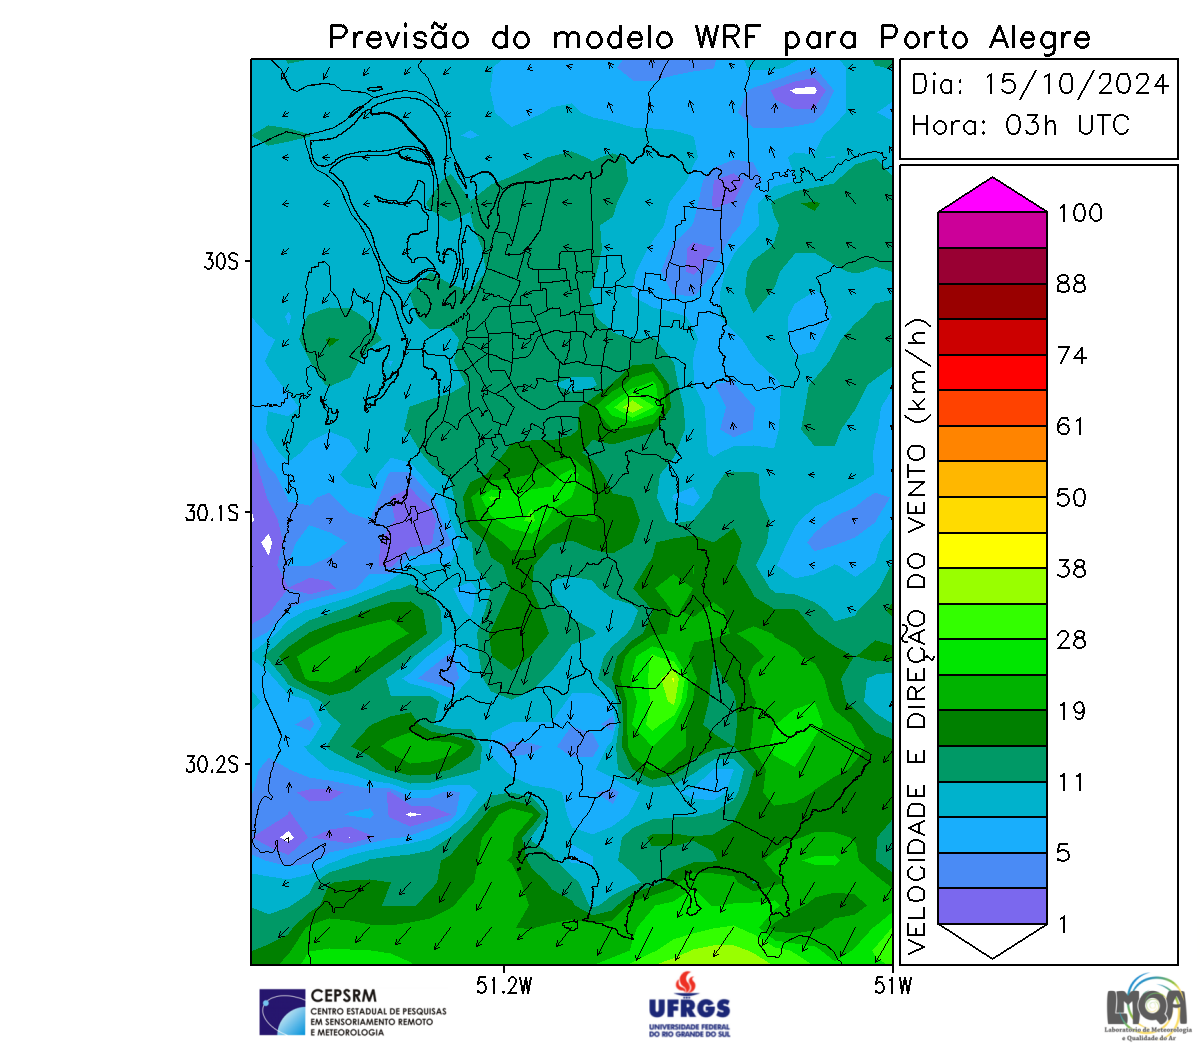 Previsão do modelo WRF para Porto Alegre
Dia: 15/10/2024
Hora: 03h UTC
30S
30.1S
30.2S
51.2W
51W
VELOCIDADE E DIREÇÃO DO VENTO (km/h)
100
88
74
61
50
38
28
19
11
5
1
CEPSRM
CENTRO ESTADUAL DE PESQUISAS
EM SENSORIAMENTO REMOTO
E METEOROLOGIA
UFRGS
UNIVERSIDADE FEDERAL
DO RIO GRANDE DO SUL
LMQA
Laboratório de Meteorologia
e Qualidade do Ar